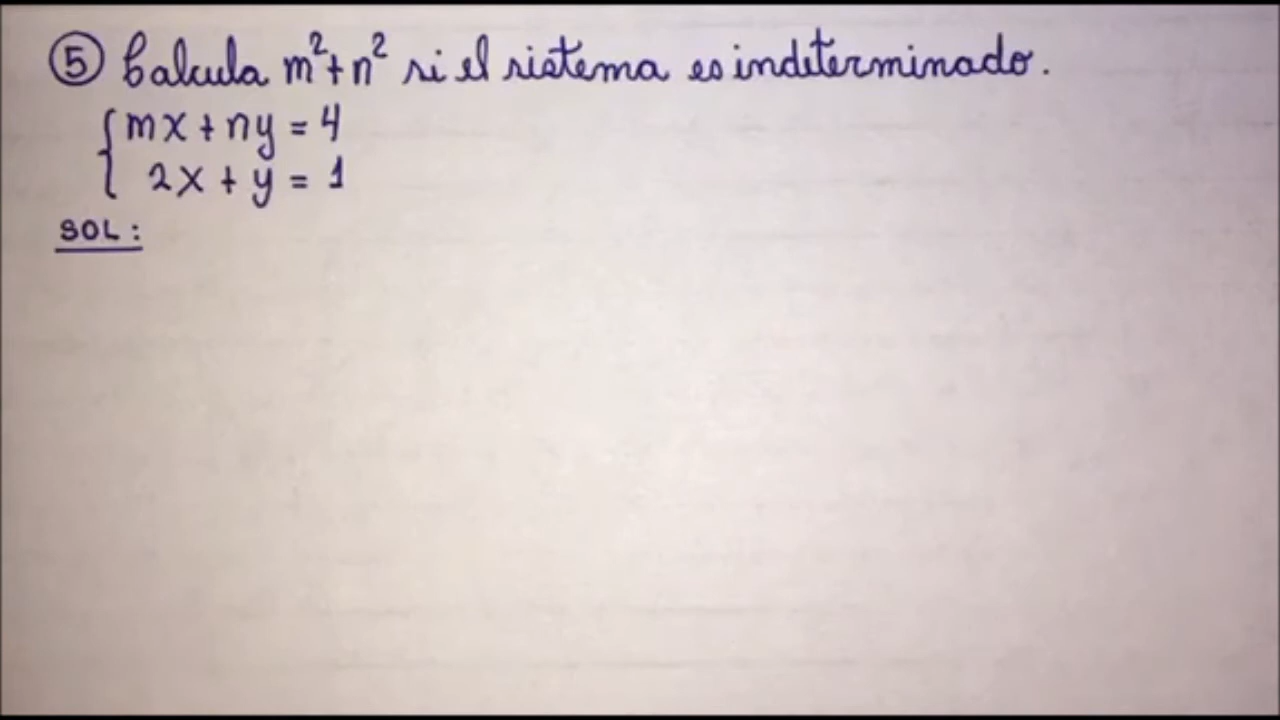 ⑤ Calcula m²+n² si el sistema es indeterminado.
mx + ny = 4
2x + y = 1
SOL: